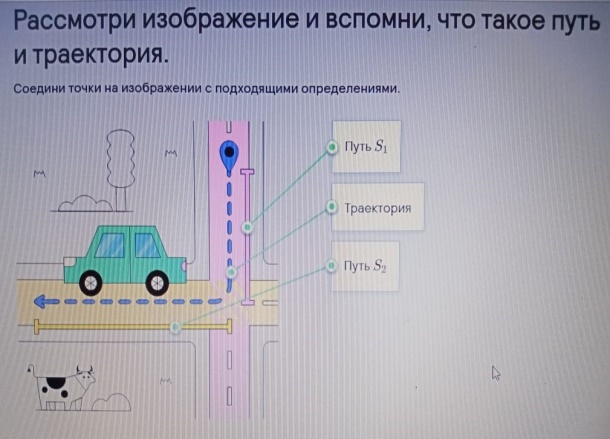 Рассмотри изображение и вспомни, что такое путь
и траектория.
Соедини точки на изображении с подходящими определениями.
Путь S₁
Траектория
Путь S₂